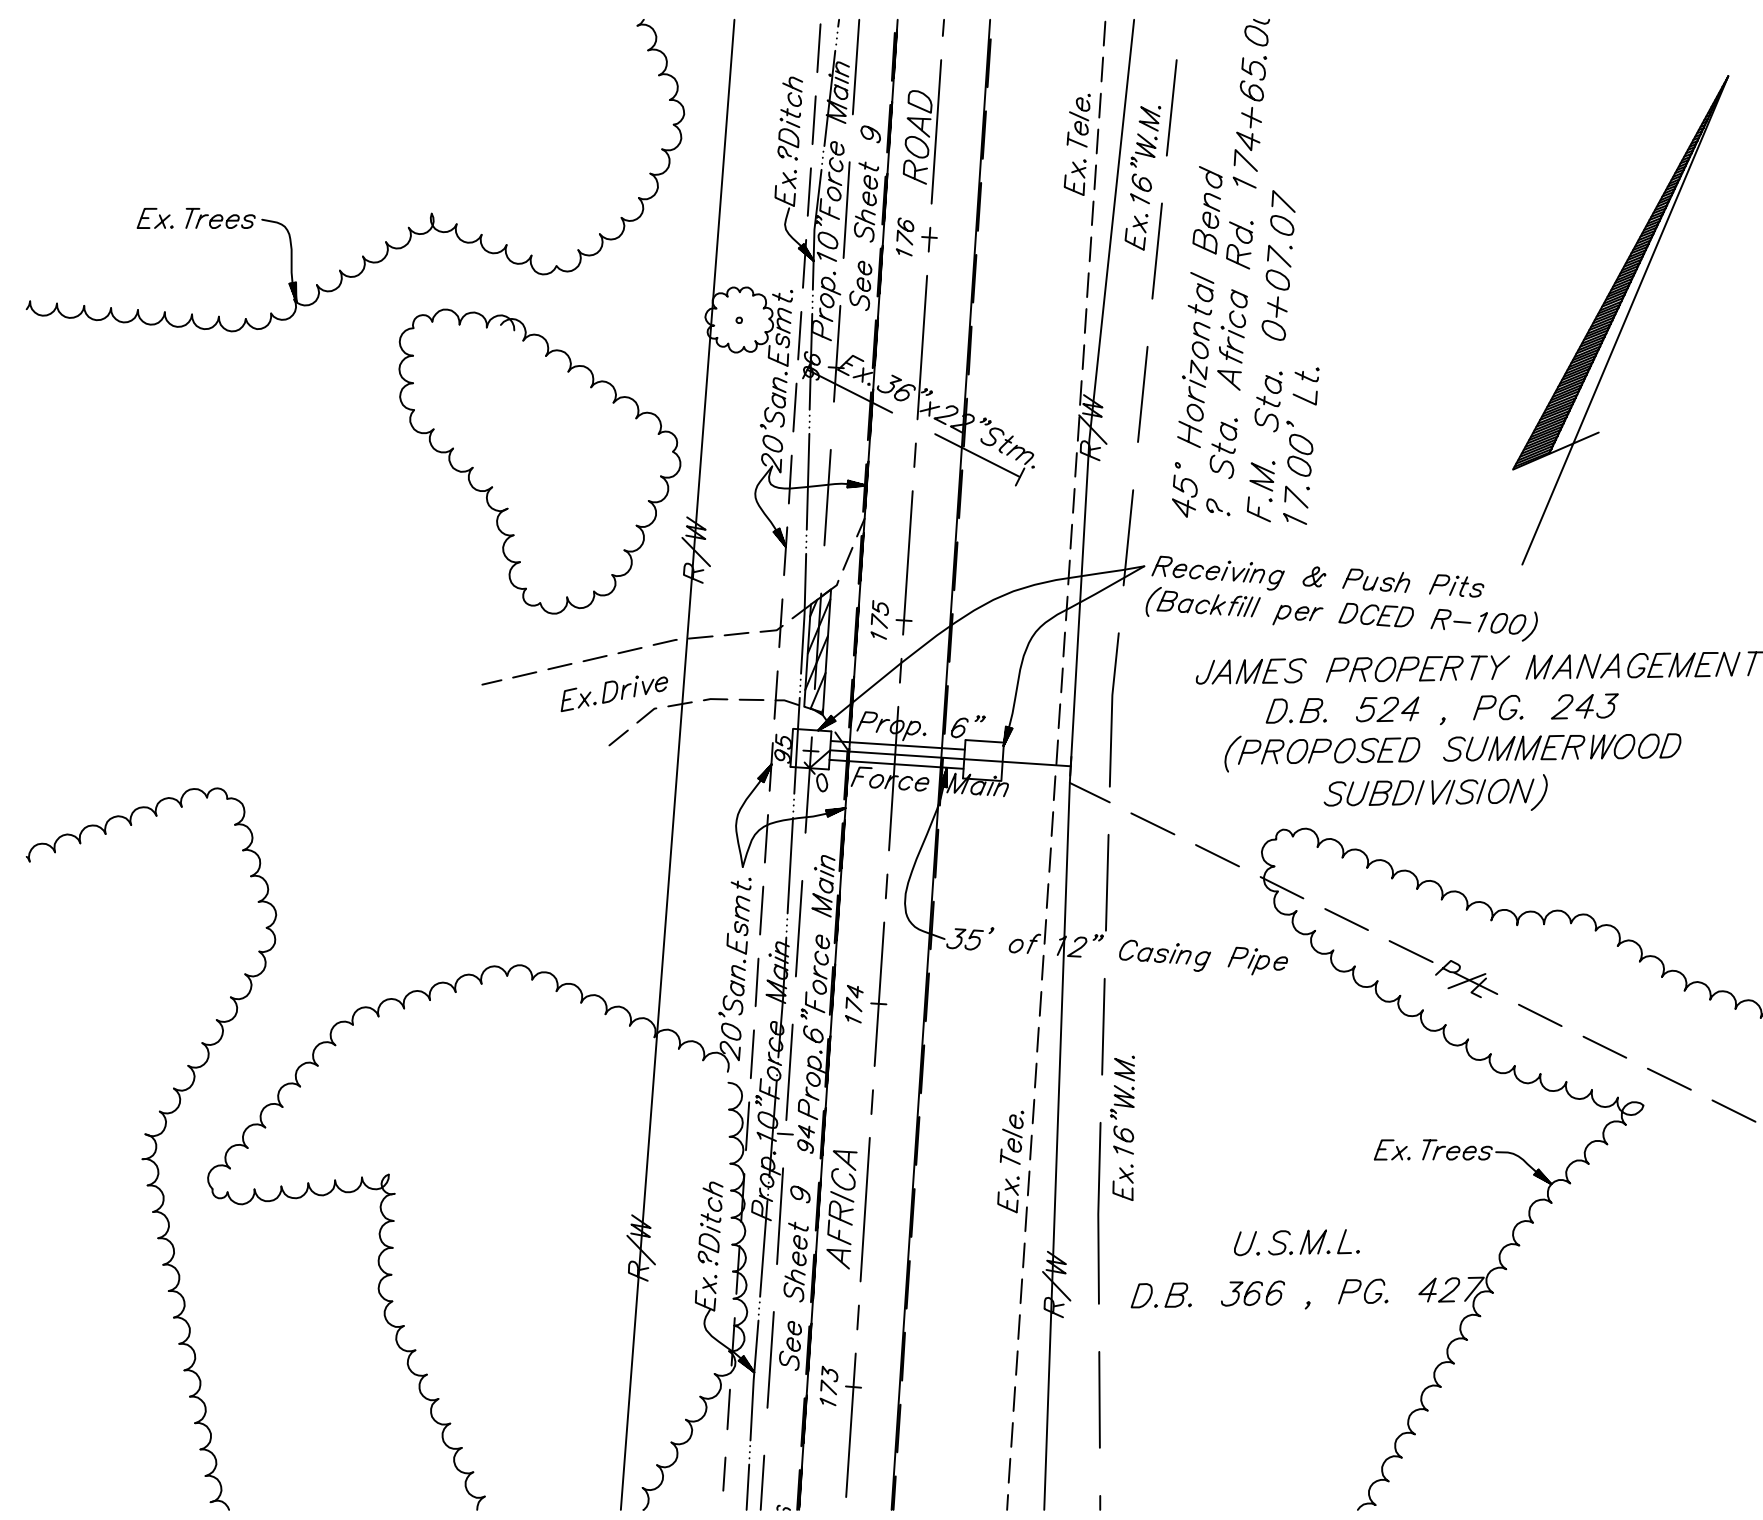 Ex.Trees
Ex.?Ditch
Prop.10"Force Main
See Sheet 9
ROAD
176
Ex.Tele.
Ex.16"W.M.
45° Horizontal Bend
? Sta. Africa Rd. 174+65.0
F.M. Sta. 0+07.07
17.00' Lt.
20'San.Esmt.
96
Ex.36"x22"Stm.
R/W
R/W
175
Receiving & Push Pits
(Backfill per DCED R-100)
Ex.Drive
JAMES PROPERTY MANAGEMENT
D.B. 524 , PG. 243
(PROPOSED SUMMERWOOD
SUBDIVISION)
95
0
Prop. 6"
Force Main
20'San.Esmt.
Prop.10"Force Main
Prop.6"Force Main
94
174
35' of 12" Casing Pipe
P/L
AFRICA
See Sheet 9
Ex.?Ditch
R/W
Ex.Tele.
R/W
Ex.16"W.M.
Ex.Trees
U.S.M.L.
D.B. 366 , PG. 427
173